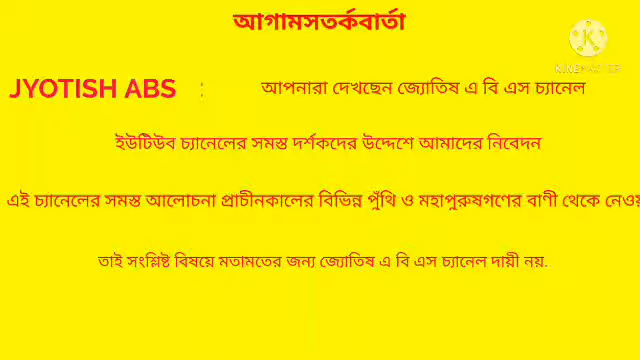 আগামসতর্কবার্তা
KINEMASTER
JYOTISH ABS : আপনারা দেখছেন জ্যোতিষ এ বি এস চ্যানেল
ইউটিউব চ্যানেলের সমস্ত দর্শকদের উদ্দেশে আমাদের নিবেদন
এই চ্যানেলের সমস্ত আলোচনা প্রাচীনকালের বিভিন্ন পুঁথি ও মহাপুরুষগণের বাণী থেকে
তাই সংশ্লিষ্ট বিষয়ে মতামতের জন্য জ্যোতিষ এ বি এস চ্যানেল দায়ী নয়.